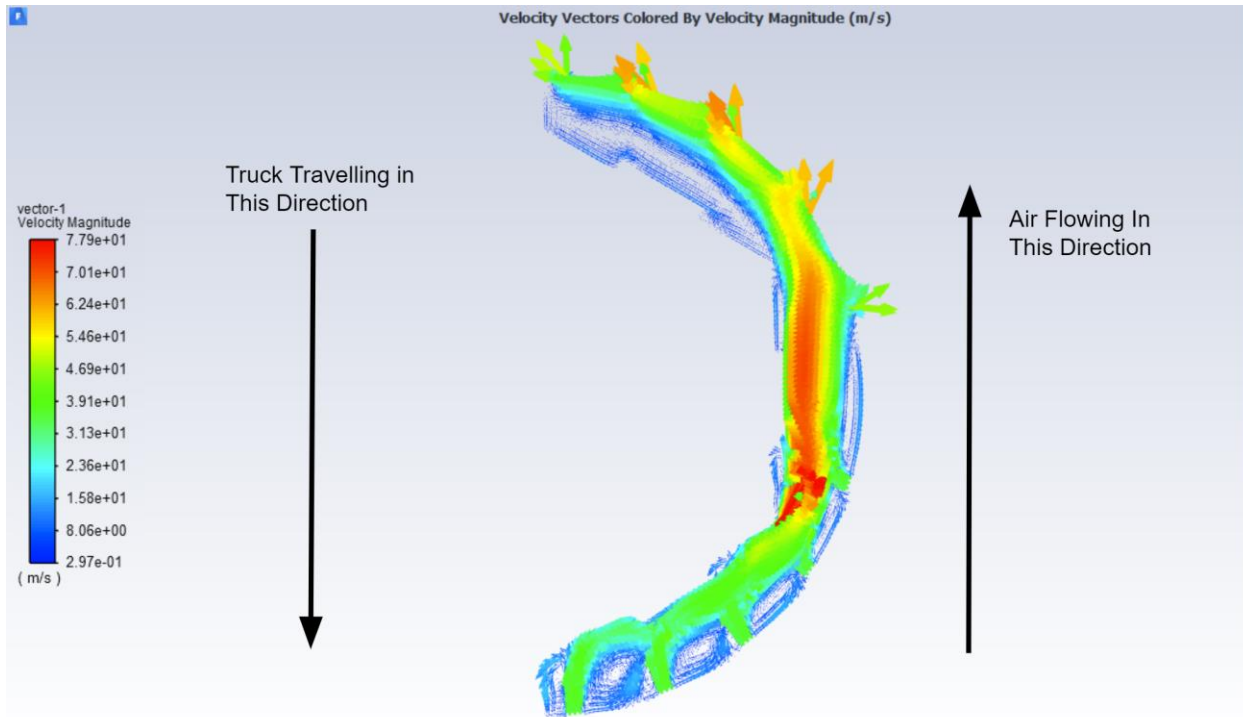 Velocity Vectors Colored By Velocity Magnitude (m/s)
Truck Travelling in
This Direction
Air Flowing In
This Direction
vector-1
Velocity Magnitude
7.79e+01
7.01e+01
6.24e+01
5.46e+01
4.69e+01
3.91e+01
3.13e+01
2.36e+01
1.58e+01
8.06e+00
2.97e-01
( m/s )